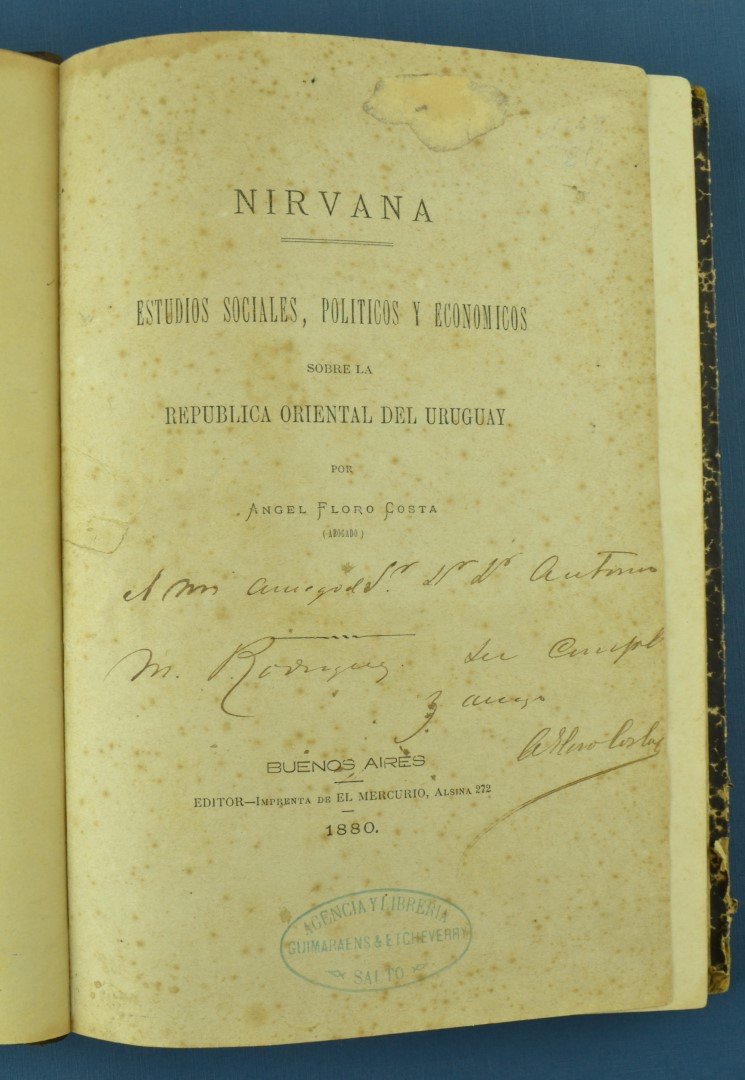 NIRVANA
ESTUDIOS SOCIALES, POLITICOS Y ECONOMICOS
SOBRE LA
REPUBLICA ORIENTAL DEL URUGUAY
POR
ANGEL FLORO COSTA
(ABOGADO)
A mi amigo el Sr. Dr Dn Antonio
M. Rodriguez su
amigo
AFloro Costa
BUENOS AIRES
EDITOR—IMPRENTA DE EL MERCURIO, ALSINA 272
1880.
AGENCIA Y LIBRERIA
GUIMARAENS & ETCHEVERRY
SALTO